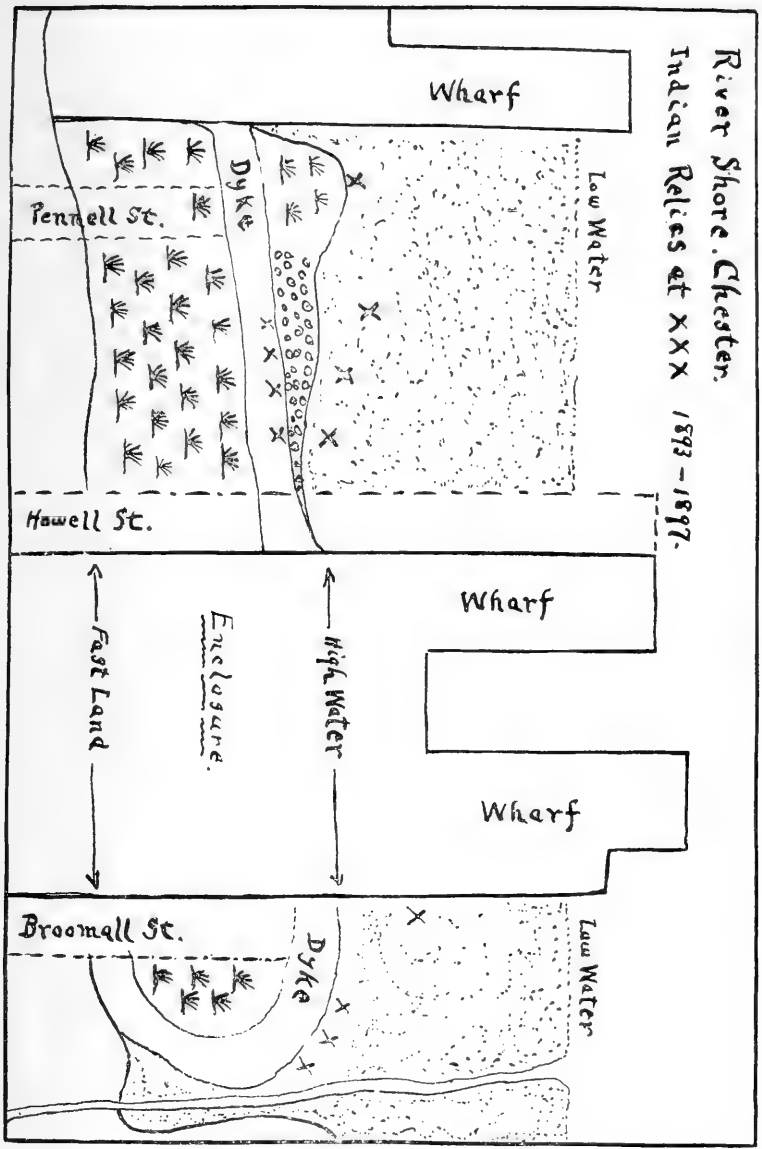 River Shore. Chester.
Indian Relics at XXX 1893-1897.
Wharf
Low Water
Dyke
Pennell St.
Howell St.
Wharf
High Water
Enclosure.
Fast Land
Wharf
Broomall St.
Dyke
Low Water